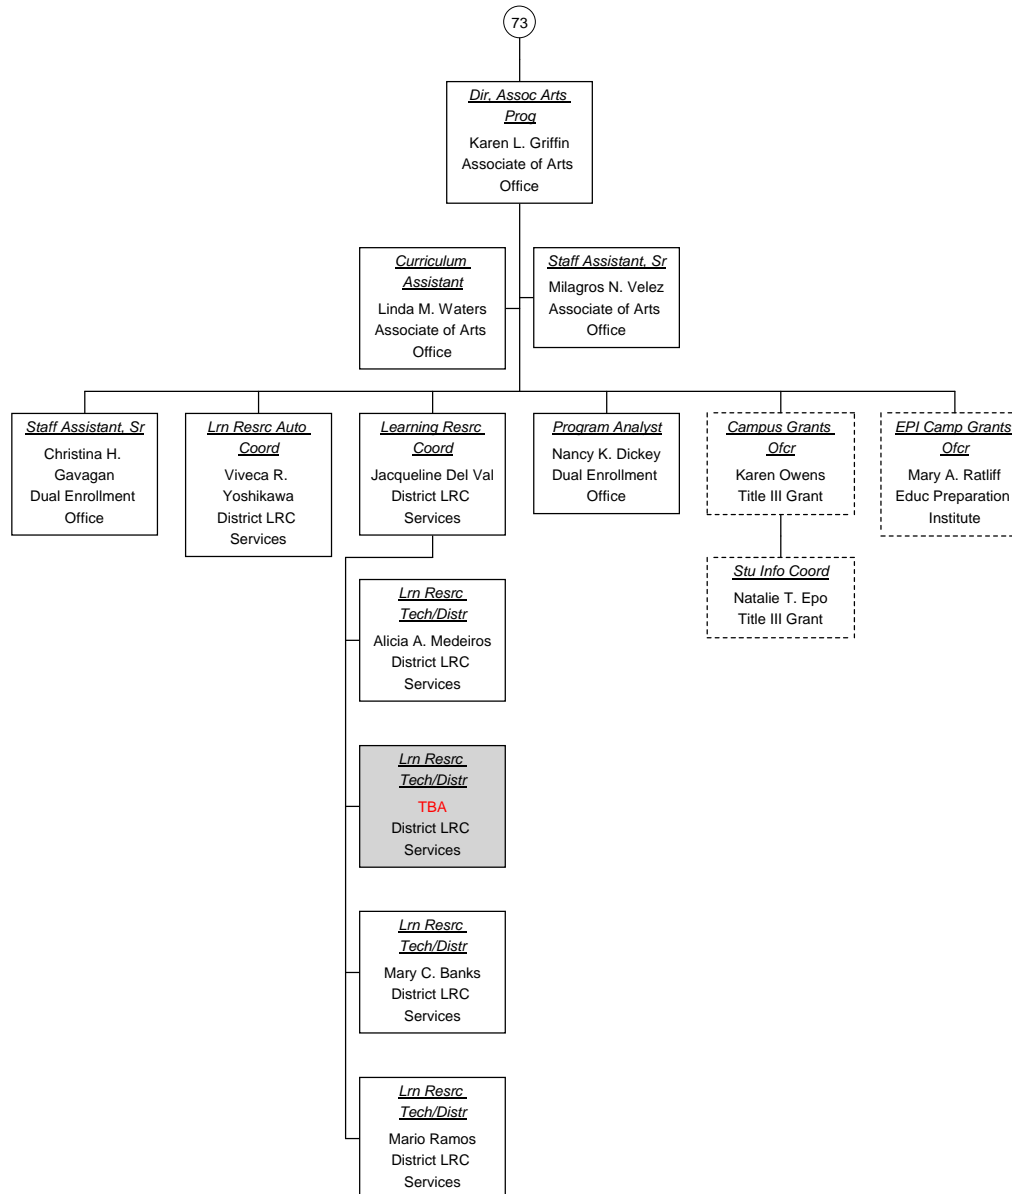 73
Dir, Assoc Arts
Prog
Karen L. Griffin
Associate of Arts
Office
Curriculum
Assistant
Linda M. Waters
Associate of Arts
Office
Staff Assistant, Sr
Milagros N. Velez
Associate of Arts
Office
Staff Assistant, Sr
Christina H.
Gavagan
Dual Enrollment
Office
Lrn Resrc Auto
Coord
Viveca R.
Yoshikawa
District LRC
Services
Learning Resrc
Coord
Jacqueline Del Val
District LRC
Services
Program Analyst
Nancy K. Dickey
Dual Enrollment
Office
Campus Grants
Ofcr
Karen Owens
Title III Grant
EPI Camp Grants
Ofcr
Mary A. Ratliff
Educ Preparation
Institute
Stu Info Coord
Natalie T. Epo
Title III Grant
Lrn Resrc
Tech/Distr
Alicia A. Medeiros
District LRC
Services
Lrn Resrc
Tech/Distr
TBA
District LRC
Services
Lrn Resrc
Tech/Distr
Mary C. Banks
District LRC
Services
Lrn Resrc
Tech/Distr
Mario Ramos
District LRC
Services